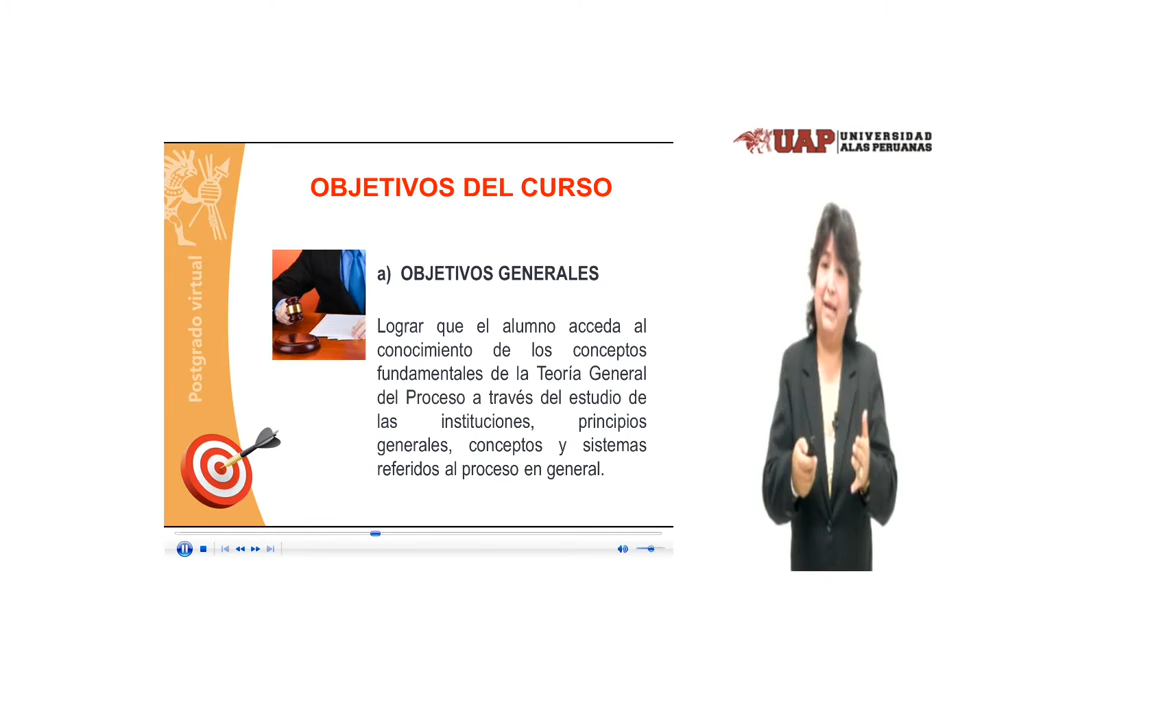 UAP UNIVERSIDAD
ALAS PERUANAS
OBJETIVOS DEL CURSO
a) OBJETIVOS GENERALES
Lograr que el alumno acceda al
conocimiento de los conceptos
fundamentales de la Teoría General
del Proceso a través del estudio de
las instituciones, principios
generales, conceptos y sistemas
referidos al proceso en general.
Postgrado virtual